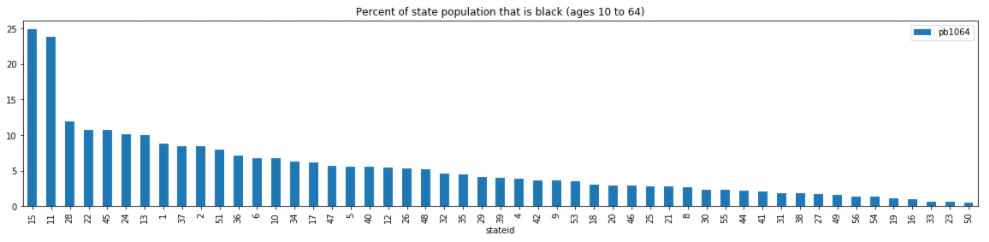 Percent of state population that is black (ages 10 to 64)
pb1064
25
20
15
10
5
0
15 11 28 22 45 24 13 1 37 2 51 36 6 10 34 17 47 5 40 12 26 48 32 35 29 39 4 42 9 53 18 20 46 25 21 8 30 55 44 41 31 38 27 49 56 54 19 16 33 23 50
stateid